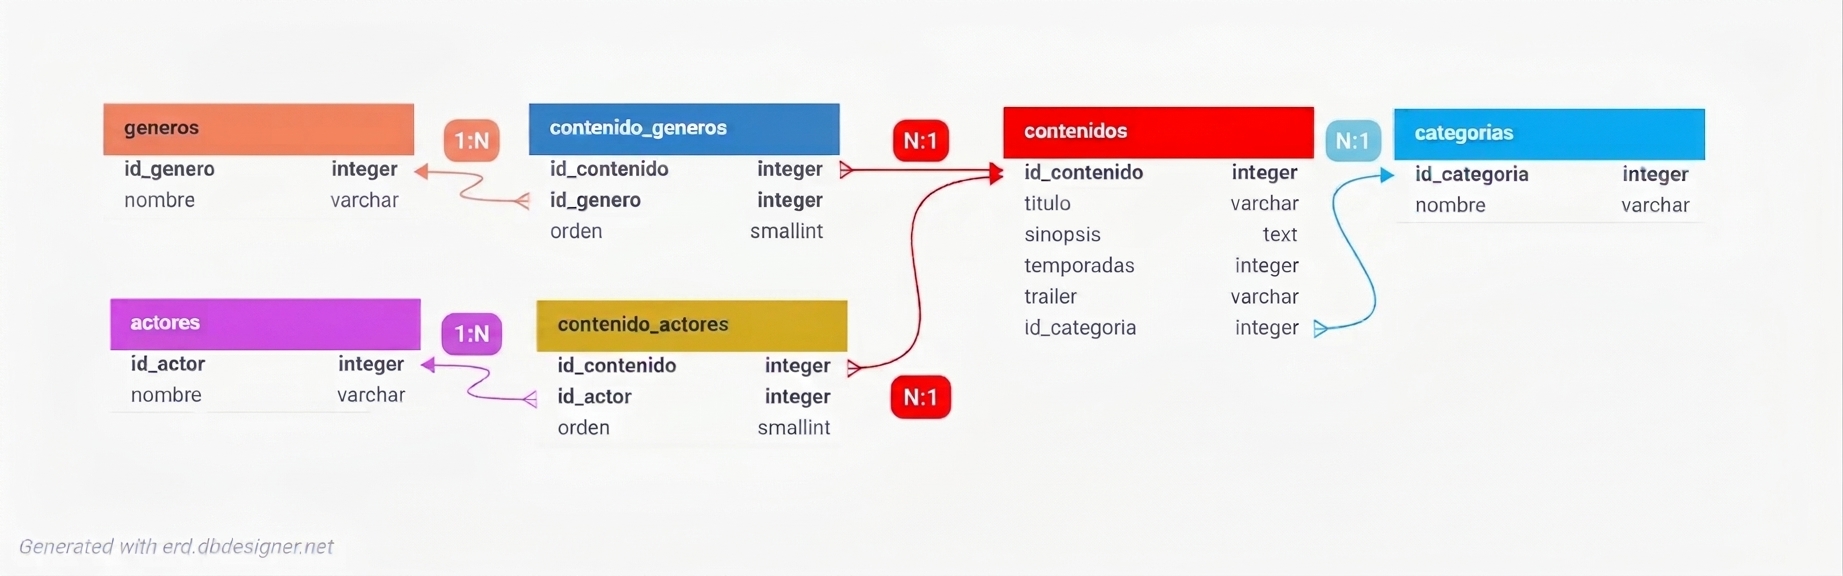 generos
id_genero integer
nombre varchar
1:N
contenido_generos
id_contenido integer
id_genero integer
orden smallint
N:1
contenidos
id_contenido integer
titulo varchar
sinopsis text
temporadas integer
trailer varchar
id_categoria integer
N:1
categorias
id_categoria integer
nombre varchar
actores
id_actor integer
nombre varchar
1:N
contenido_actores
id_contenido integer
id_actor integer
orden smallint
N:1
Generated with erd.dbdesigner.net